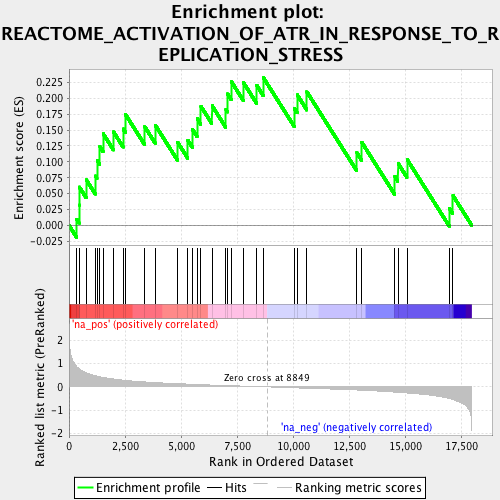 Enrichment plot:
REACTOME_ACTIVATION_OF_ATR_IN_RESPONSE_TO_R
EPLICATION_STRESS
Enrichment score (ES)
0.225
0.200
0.175
0.150
0.125
0.100
0.075
0.050
0.025
0.000
-0.025
'na_pos' (positively correlated)
Ranked list metric (PreRanked)
2
1
0
-1
-2
Zero cross at 8849
'na_neg' (negatively correlated)
0
2,500
5,000
7,500
10,000
12,500
15,000
17,500
Rank in Ordered Dataset
Enrichment profile
Hits
Ranking metric scores